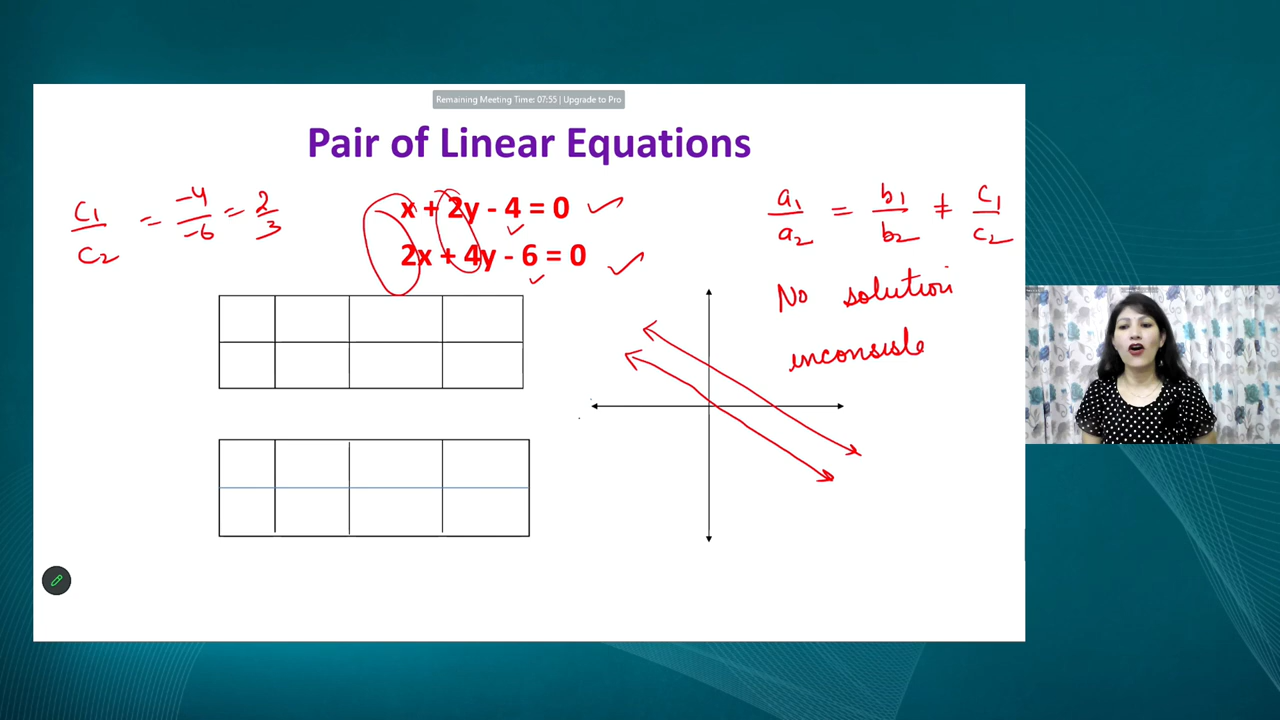 Remaining Meeting Time: 07:55 | Upgrade to Pro
Pair of Linear Equations
c1/c2 = -4/-6 = 2/3
x + 2y - 4 = 0
2x + 4y - 6 = 0
a1/a2 = b1/b2 ≠ c1/c2
No solution
inconsiste